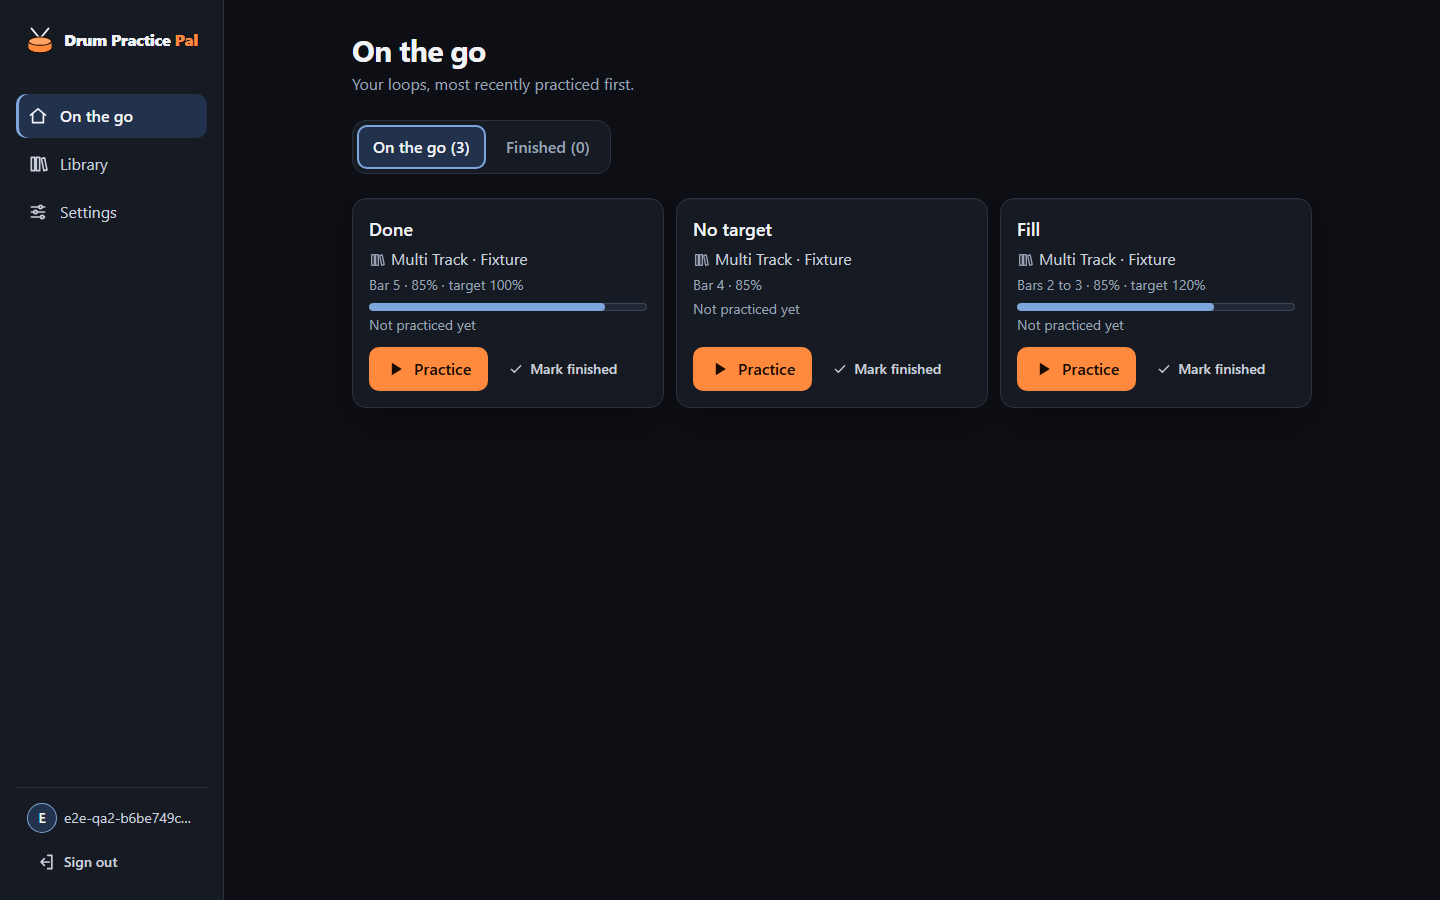 Drum Practice Pal
On the go
Library
Settings
On the go
Your loops, most recently practiced first.
On the go (3)
Finished (0)
Done
Multi Track · Fixture
Bar 5 · 85% · target 100%
Not practiced yet
Practice
Mark finished
No target
Multi Track · Fixture
Bar 4 · 85%
Not practiced yet
Practice
Mark finished
Fill
Multi Track · Fixture
Bars 2 to 3 · 85% · target 120%
Not practiced yet
Practice
Mark finished
E
e2e-qa2-b6be749c...
Sign out